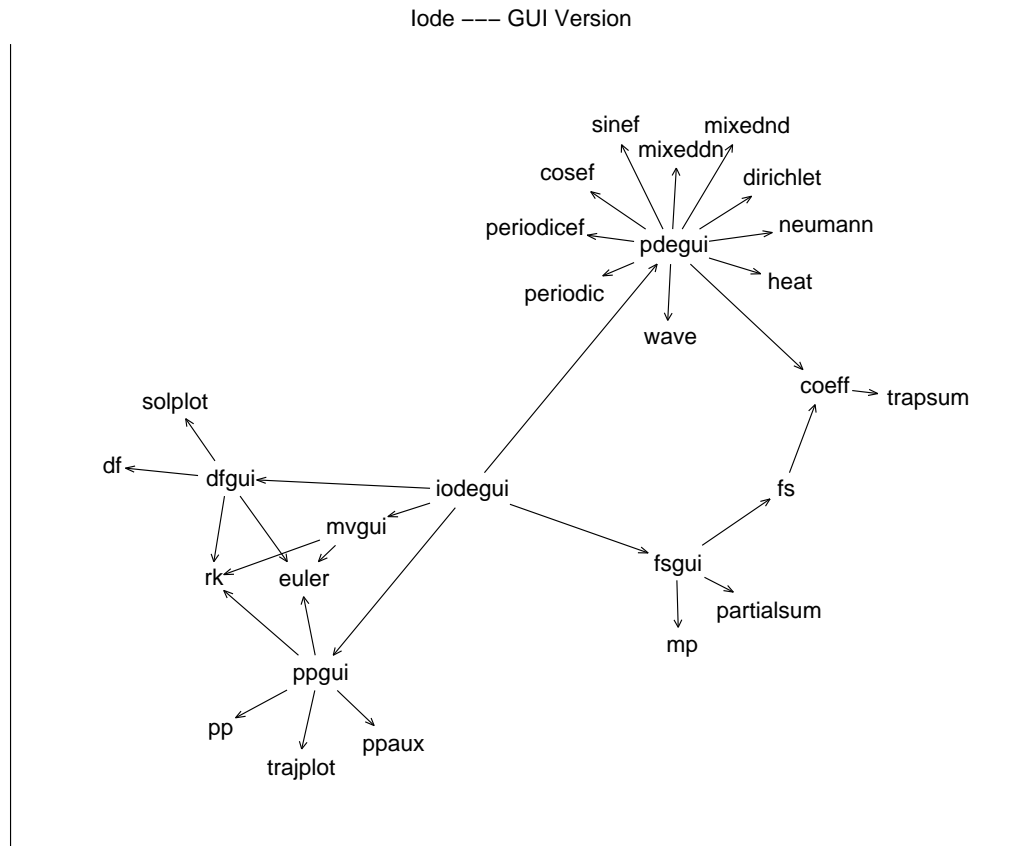 Iode --- GUI Version
sinef
mixednd
mixeddn
cosef
dirichlet
periodicef
neumann
pdegui
heat
periodic
wave
coeff
trapsum
solplot
df
dfgui
iodegui
fs
mvgui
fsgui
rk
euler
partialsum
mp
ppgui
pp
ppaux
trajplot